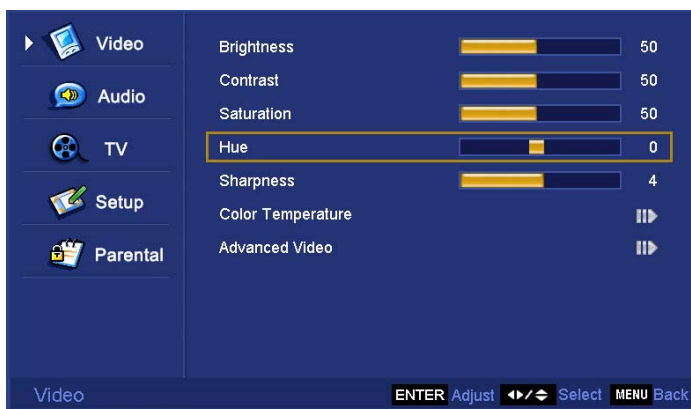 Video
Audio
TV
Setup
Parental
Brightness 50
Contrast 50
Saturation 50
Hue 0
Sharpness 4
Color Temperature
Advanced Video
Video ENTER Adjust / Select MENU Back